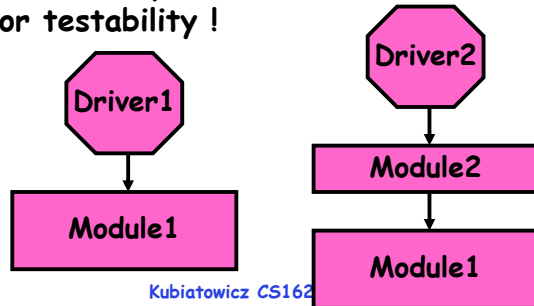 or testability !
Driver1
Module1
Driver2
Module2
Module1
Kubiatowicz CS162